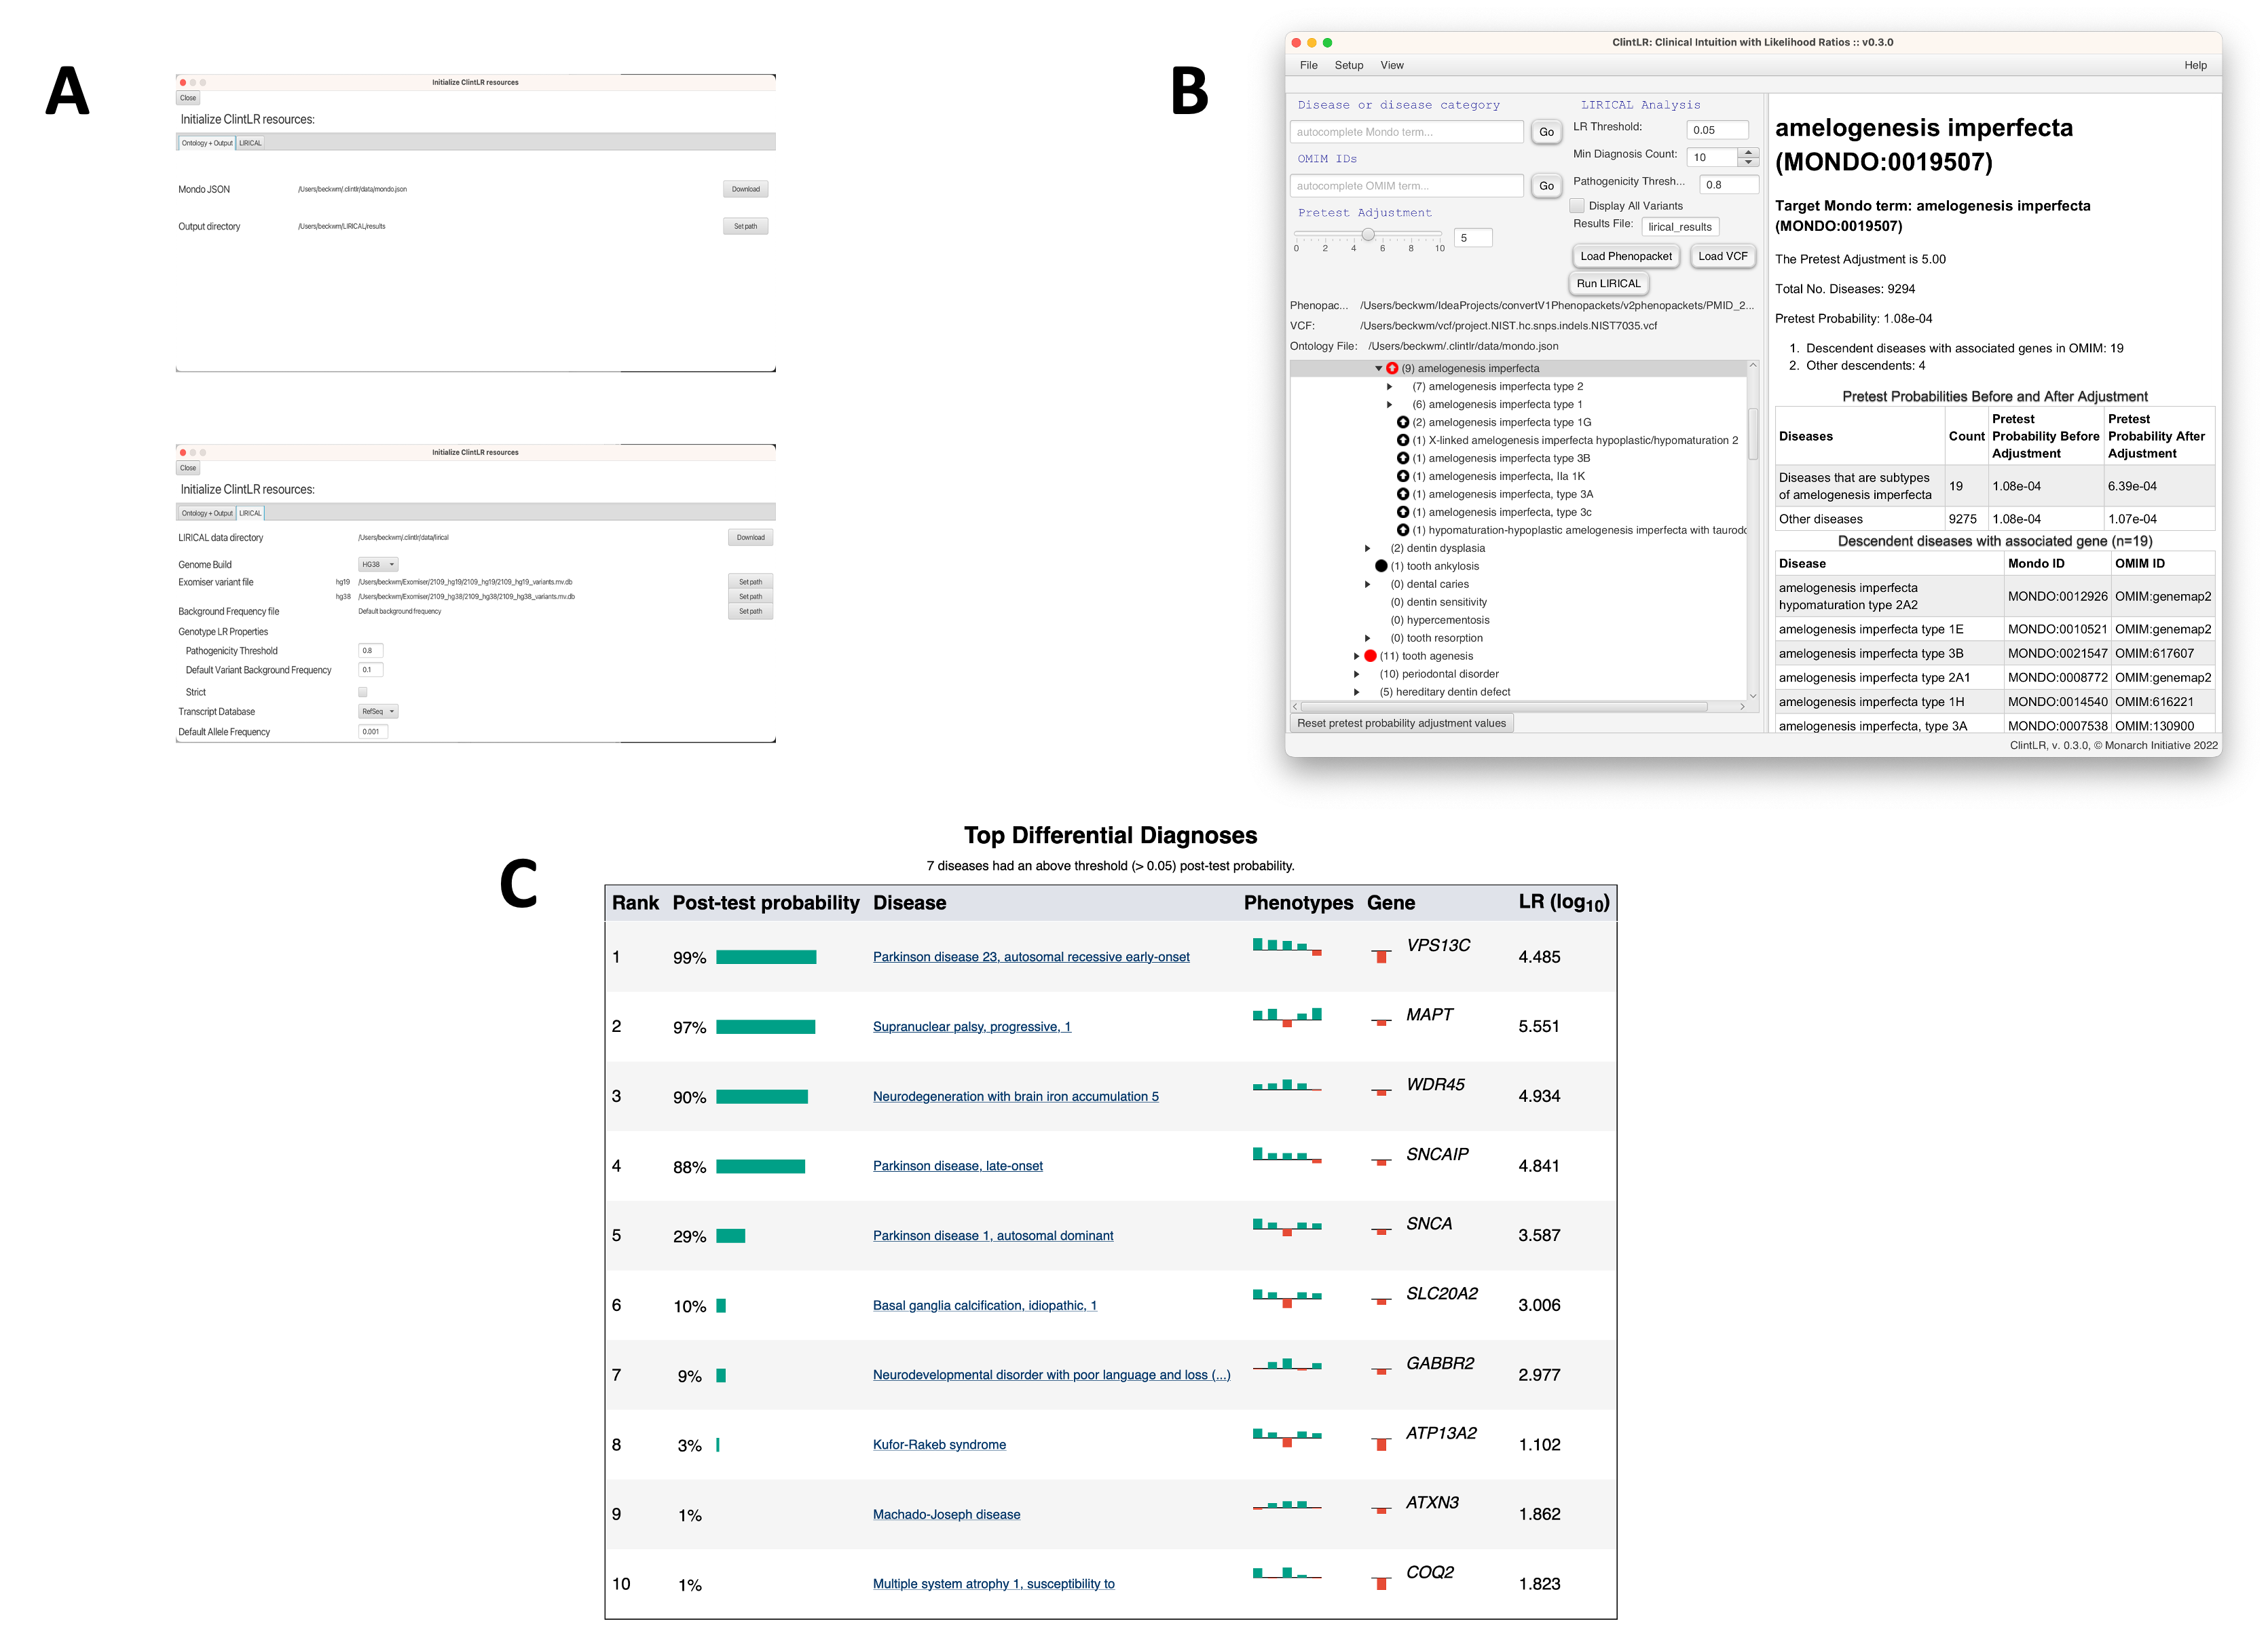 A
Initialize ClintLR resources
Close
Initialize ClintLR resources:
Ontology + Output LIRICAL
Mondo JSON /Users/beckwm/.clintlr/data/mondo.json Download
Output directory /Users/beckwm/LIRICAL/results Set path
Initialize ClintLR resources
Close
Initialize ClintLR resources:
Ontology + Output LIRICAL
LIRICAL data directory /Users/beckwm/.clintlr/data/lirical Download
Genome Build HG38
Exomiser variant file hg19 /Users/beckwm/Exomiser/2109_hg19/2109_hg19/2109_hg19_variants.mv.db Set path
hg38 /Users/beckwm/Exomiser/2109_hg38/2109_hg38/2109_hg38_variants.mv.db Set path
Background Frequency file Default background frequency Set path
Genotype LR Properties
Pathogenicity Threshold 0.8
Default Variant Background Frequency 0.1
Strict
Transcript Database RefSeq
Default Allele Frequency 0.001
B
ClintLR: Clinical Intuition with Likelihood Ratios :: v0.3.0
File Setup View Help
Disease or disease category
autocomplete Mondo term... Go
OMIM IDs
autocomplete OMIM term... Go
Pretest Adjustment
5
0 2 4 6 8 10
LIRICAL Analysis
LR Threshold: 0.05
Min Diagnosis Count: 10
Pathogenicity Thresh... 0.8
Display All Variants
Results File: lirical_results
Load Phenopacket Load VCF
Run LIRICAL
Phenopac... /Users/beckwm/IdeaProjects/convertV1Phenopackets/v2phenopackets/PMID_2...
VCF: /Users/beckwm/vcf/project.NIST.hc.snps.indels.NIST7035.vcf
Ontology File: /Users/beckwm/.clintlr/data/mondo.json
(9) amelogenesis imperfecta
(7) amelogenesis imperfecta type 2
(6) amelogenesis imperfecta type 1
(2) amelogenesis imperfecta type 1G
(1) X-linked amelogenesis imperfecta hypoplastic/hypomaturation 2
(1) amelogenesis imperfecta type 3B
(1) amelogenesis imperfecta, IIa 1K
(1) amelogenesis imperfecta, type 3A
(1) amelogenesis imperfecta, type 3c
(1) hypomaturation-hypoplastic amelogenesis imperfecta with taurodo
(2) dentin dysplasia
(1) tooth ankylosis
(0) dental caries
(0) dentin sensitivity
(0) hypercementosis
(0) tooth resorption
(11) tooth agenesis
(10) periodontal disorder
(5) hereditary dentin defect
Reset pretest probability adjustment values
amelogenesis imperfecta
(MONDO:0019507)
Target Mondo term: amelogenesis imperfecta
(MONDO:0019507)
The Pretest Adjustment is 5.00
Total No. Diseases: 9294
Pretest Probability: 1.08e-04
1. Descendent diseases with associated genes in OMIM: 19
2. Other descendents: 4
Pretest Probabilities Before and After Adjustment
Diseases Count Pretest Probability Before Adjustment Pretest Probability After Adjustment
Diseases that are subtypes of amelogenesis imperfecta 19 1.08e-04 6.39e-04
Other diseases 9275 1.08e-04 1.07e-04
Descendent diseases with associated gene (n=19)
Disease Mondo ID OMIM ID
amelogenesis imperfecta hypomaturation type 2A2 MONDO:0012926 OMIM:genemap2
amelogenesis imperfecta type 1E MONDO:0010521 OMIM:genemap2
amelogenesis imperfecta type 3B MONDO:0021547 OMIM:617607
amelogenesis imperfecta type 2A1 MONDO:0008772 OMIM:genemap2
amelogenesis imperfecta type 1H MONDO:0014540 OMIM:616221
amelogenesis imperfecta, type 3A MONDO:0007538 OMIM:130900
ClintLR, v. 0.3.0, © Monarch Initiative 2022
C
Top Differential Diagnoses
7 diseases had an above threshold (> 0.05) post-test probability.
Rank Post-test probability Disease Phenotypes Gene LR (log10)
1 99% Parkinson disease 23, autosomal recessive early-onset VPS13C 4.485
2 97% Supranuclear palsy, progressive, 1 MAPT 5.551
3 90% Neurodegeneration with brain iron accumulation 5 WDR45 4.934
4 88% Parkinson disease, late-onset SNCAIP 4.841
5 29% Parkinson disease 1, autosomal dominant SNCA 3.587
6 10% Basal ganglia calcification, idiopathic, 1 SLC20A2 3.006
7 9% Neurodevelopmental disorder with poor language and loss (...) GABBR2 2.977
8 3% Kufor-Rakeb syndrome ATP13A2 1.102
9 1% Machado-Joseph disease ATXN3 1.862
10 1% Multiple system atrophy 1, susceptibility to COQ2 1.823